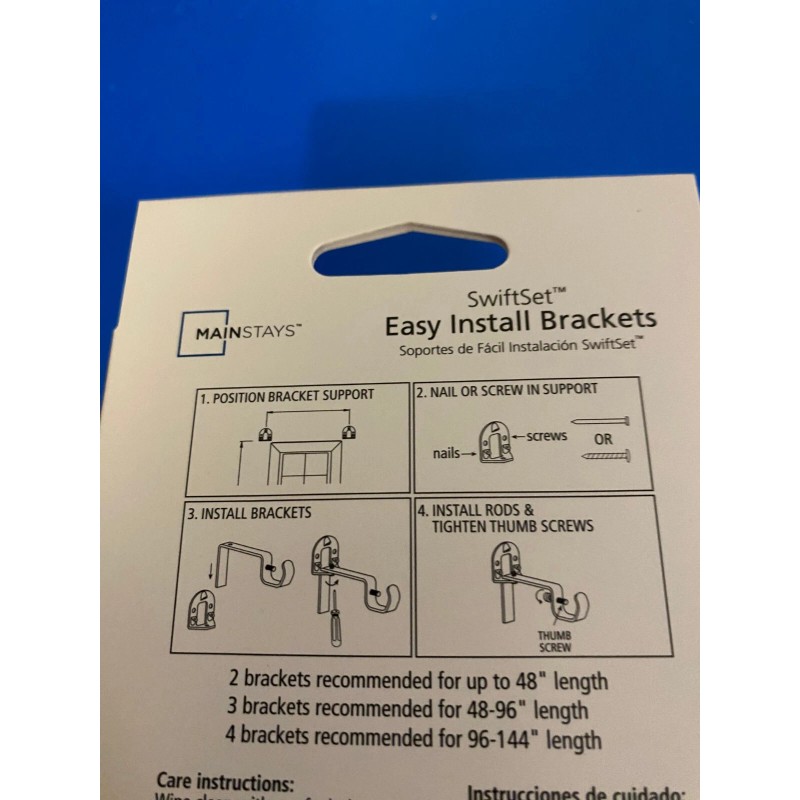 MAINSTAYS™
SwiftSet™
Easy Install Brackets
Soportes de Fácil Instalación SwiftSet™
1. POSITION BRACKET SUPPORT
2. NAIL OR SCREW IN SUPPORT
nails
screws
OR
3. INSTALL BRACKETS
4. INSTALL RODS &
TIGHTEN THUMB SCREWS
THUMB
SCREW
2 brackets recommended for up to 48" length
3 brackets recommended for 48-96" length
4 brackets recommended for 96-144" length
Care instructions:
Instrucciones de cuidado: